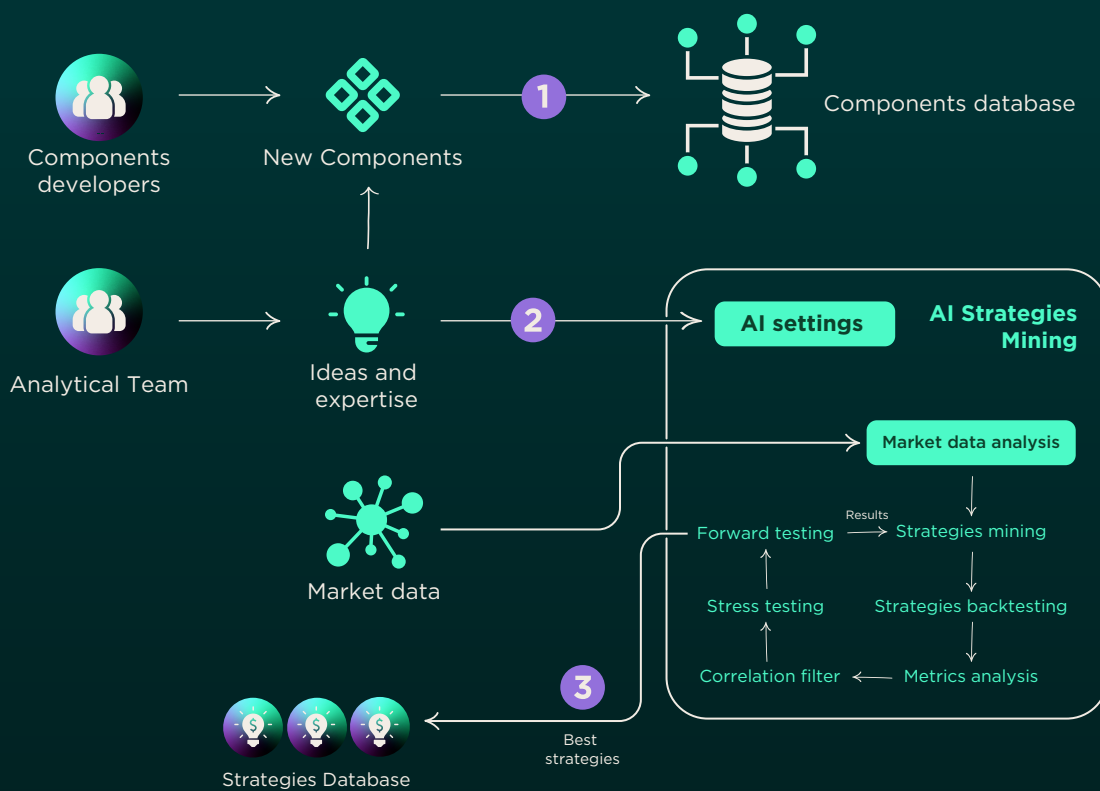 1
Components database
Components
developers
New Components
Analytical Team
Ideas and
expertise
2
AI settings
AI Strategies
Mining
Market data analysis
Market data
Results
Forward testing
Strategies mining
Stress testing
Strategies backtesting
Correlation filter
Metrics analysis
3
Best
strategies
$
$
$
Strategies Database